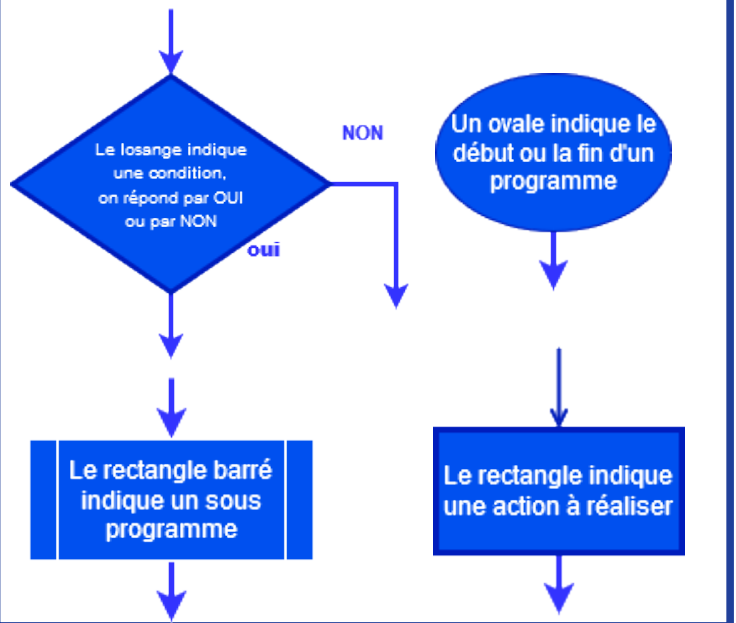 Le losange indique
une condition,
on répond par OUI
ou par NON
oui
NON
Un ovale indique le
début ou la fin d'un
programme
Le rectangle barré
indique un sous
programme
Le rectangle indique
une action à réaliser